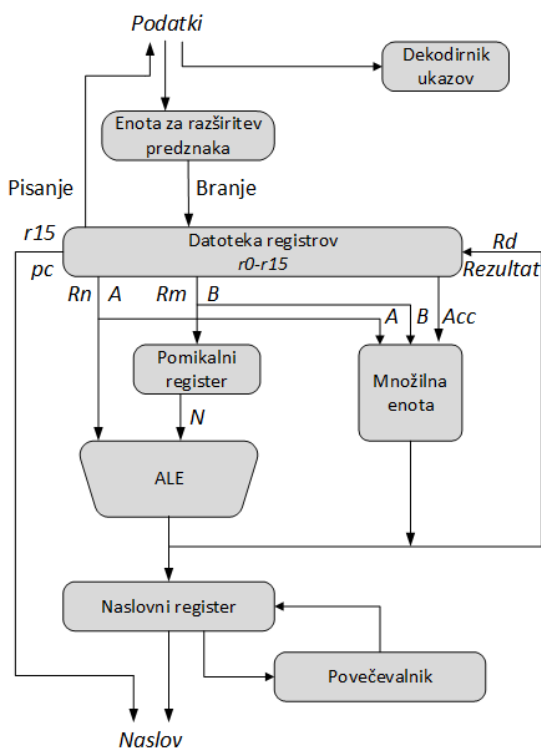 Podatki
Dekodirnik
ukazov
Enota za razširitev
predznaka
Pisanje
Branje
r15
Datoteka registrov
Rd
pc
r0-r15
Rezultat
Rn
A
Rm
B
A
B
Acc
Pomikalni
register
Množilna
enota
N
ALE
Naslovni register
Povečevalnik
Naslov